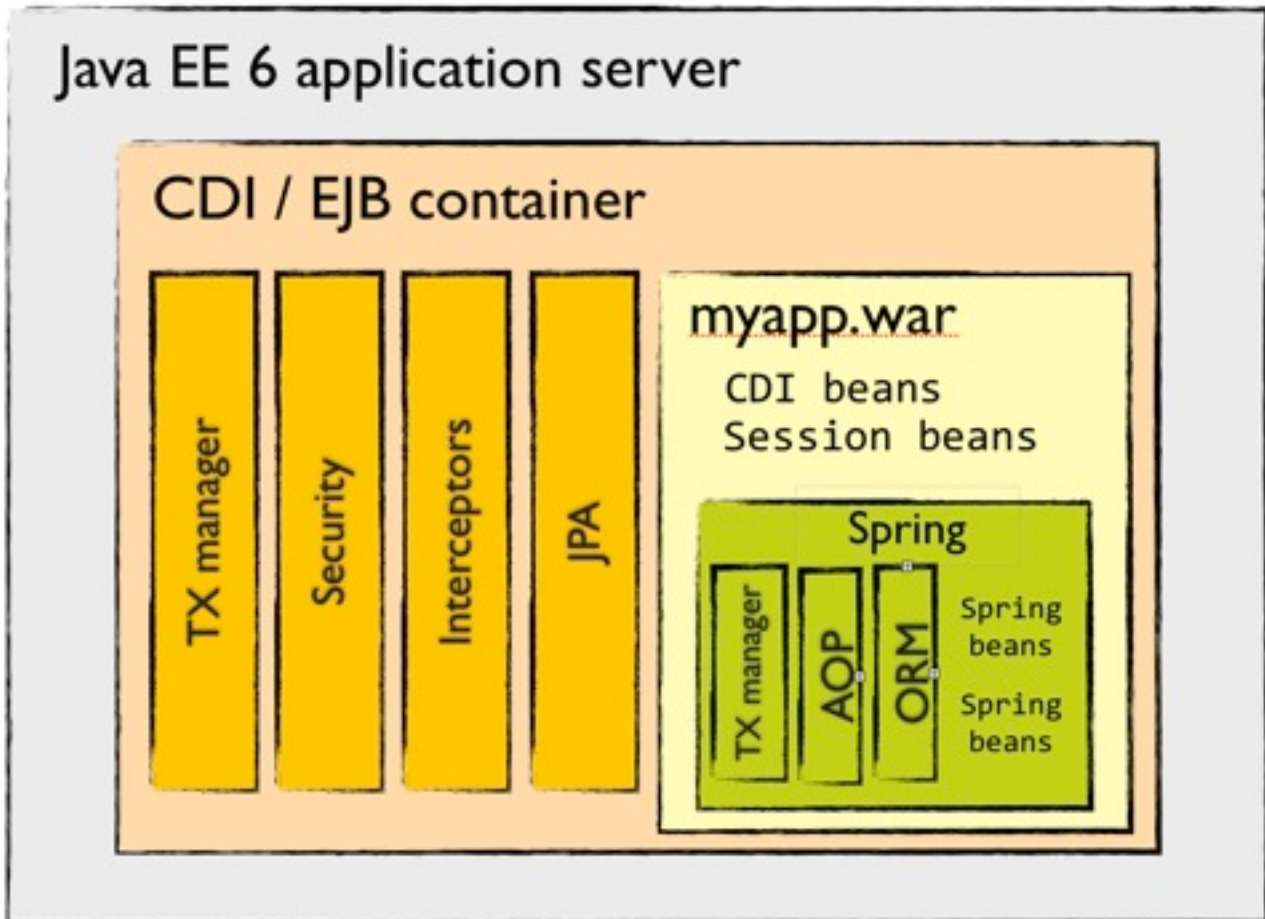 Java EE 6 application server
CDI / EJB container
TX manager
Security
Interceptors
JPA
myapp.war
CDI beans
Session beans
Spring
TX manager
AOP
ORM
Spring
beans
Spring
beans